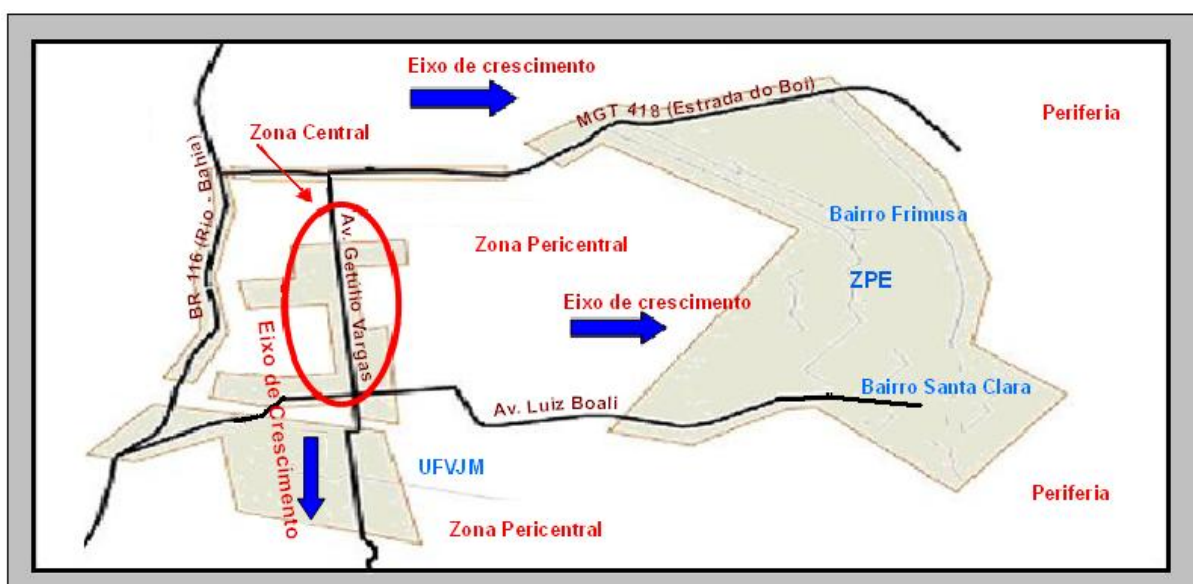 Eixo de crescimento
MGT 418 (Estrada do Boi)
Periferia
Zona Central
BR 116 (Rio - Bahia)
Av. Getúlio Vargas
Bairro Frimusa
Zona Pericentral
ZPE
Eixo de crescimento
Eixo de Crescimento
Bairro Santa Clara
Av. Luiz Boali
UFVJM
Periferia
Zona Pericentral